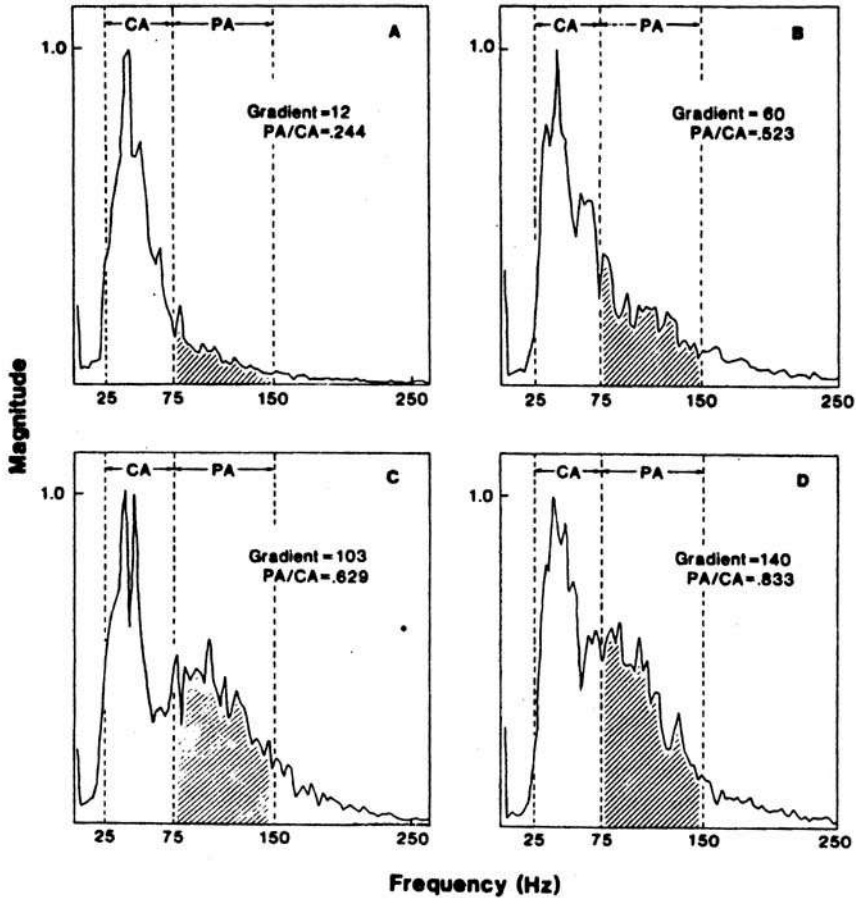 CA PA
A
1.0
Gradient=12
PA/CA=.244
25 75 150 250
CA PA
B
1.0
Gradient=60
PA/CA=.523
25 75 150 250
Magnitude
CA PA
C
1.0
Gradient=103
PA/CA=.629
25 75 150 250
CA PA
D
1.0
Gradient=140
PA/CA=.833
25 75 150 250
Frequency (Hz)